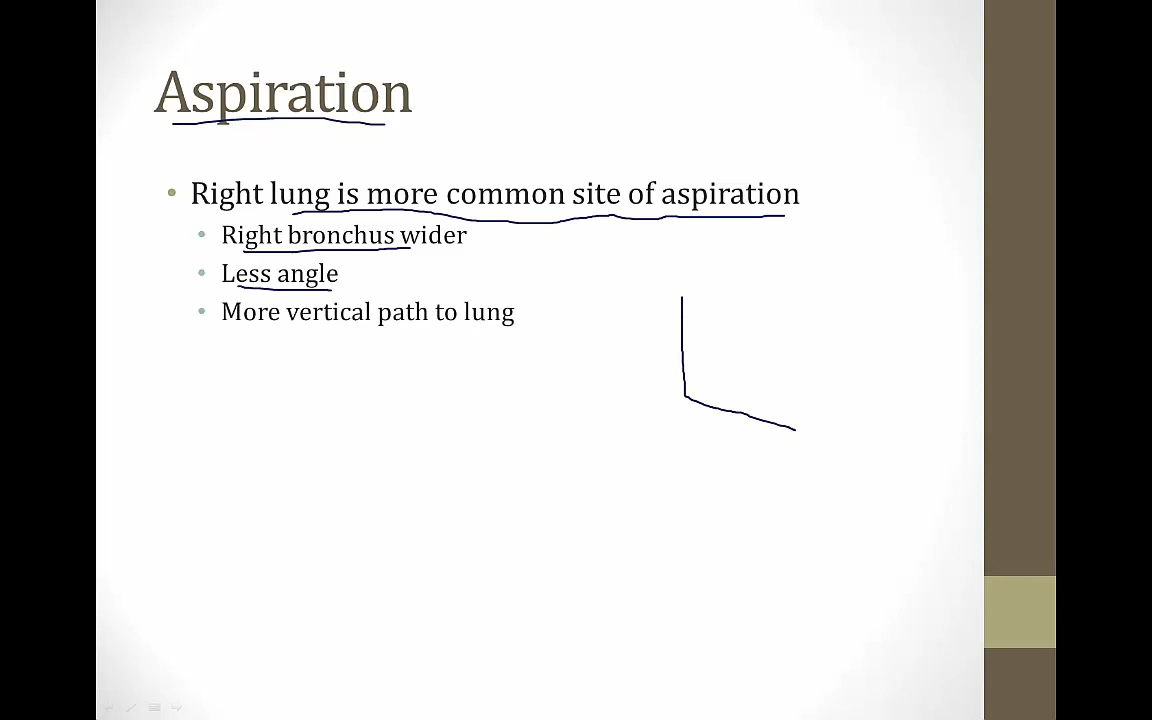 Aspiration
• Right lung is more common site of aspiration
• Right bronchus wider
• Less angle
• More vertical path to lung